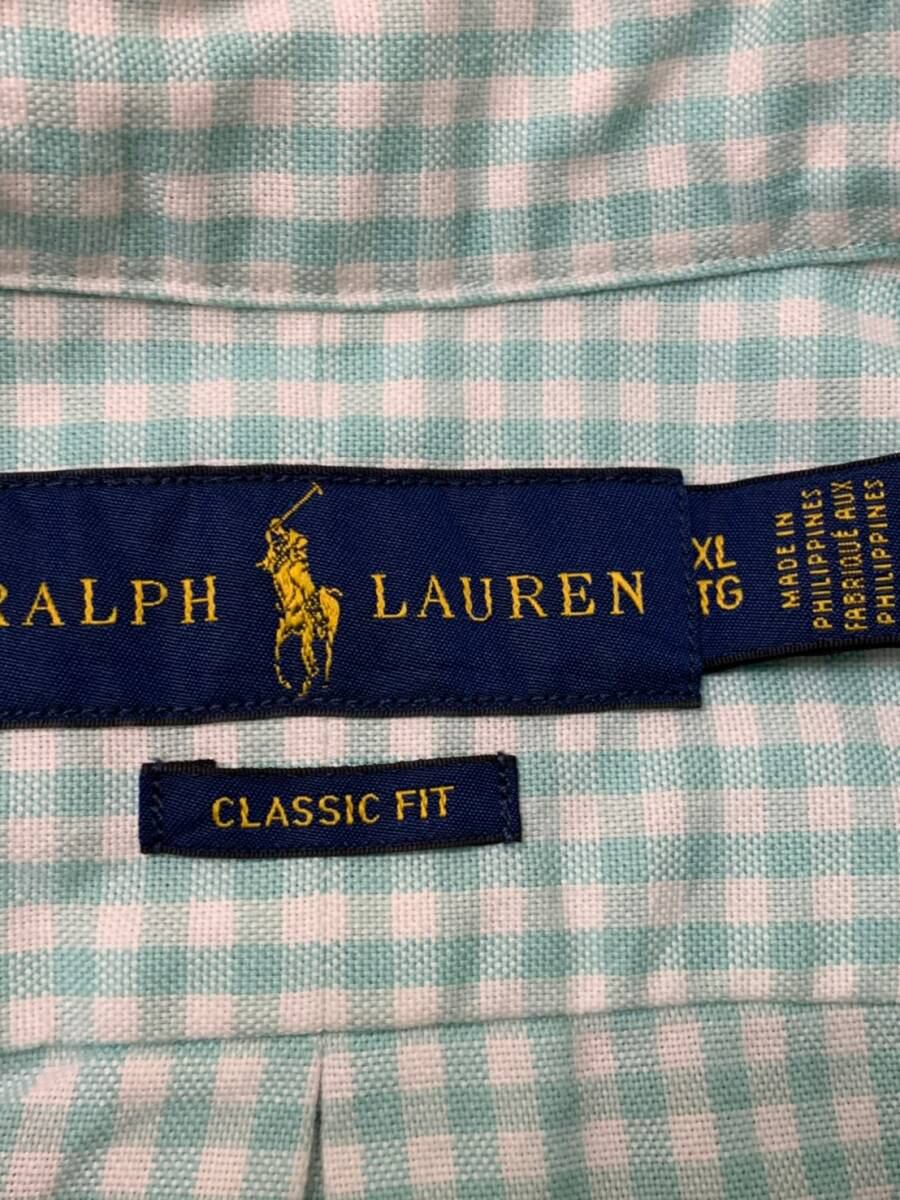 RALPH LAUREN
XL
TG
MADE IN
PHILIPPINES
FABRIQUÉ AUX
PHILIPPINES
CLASSIC FIT